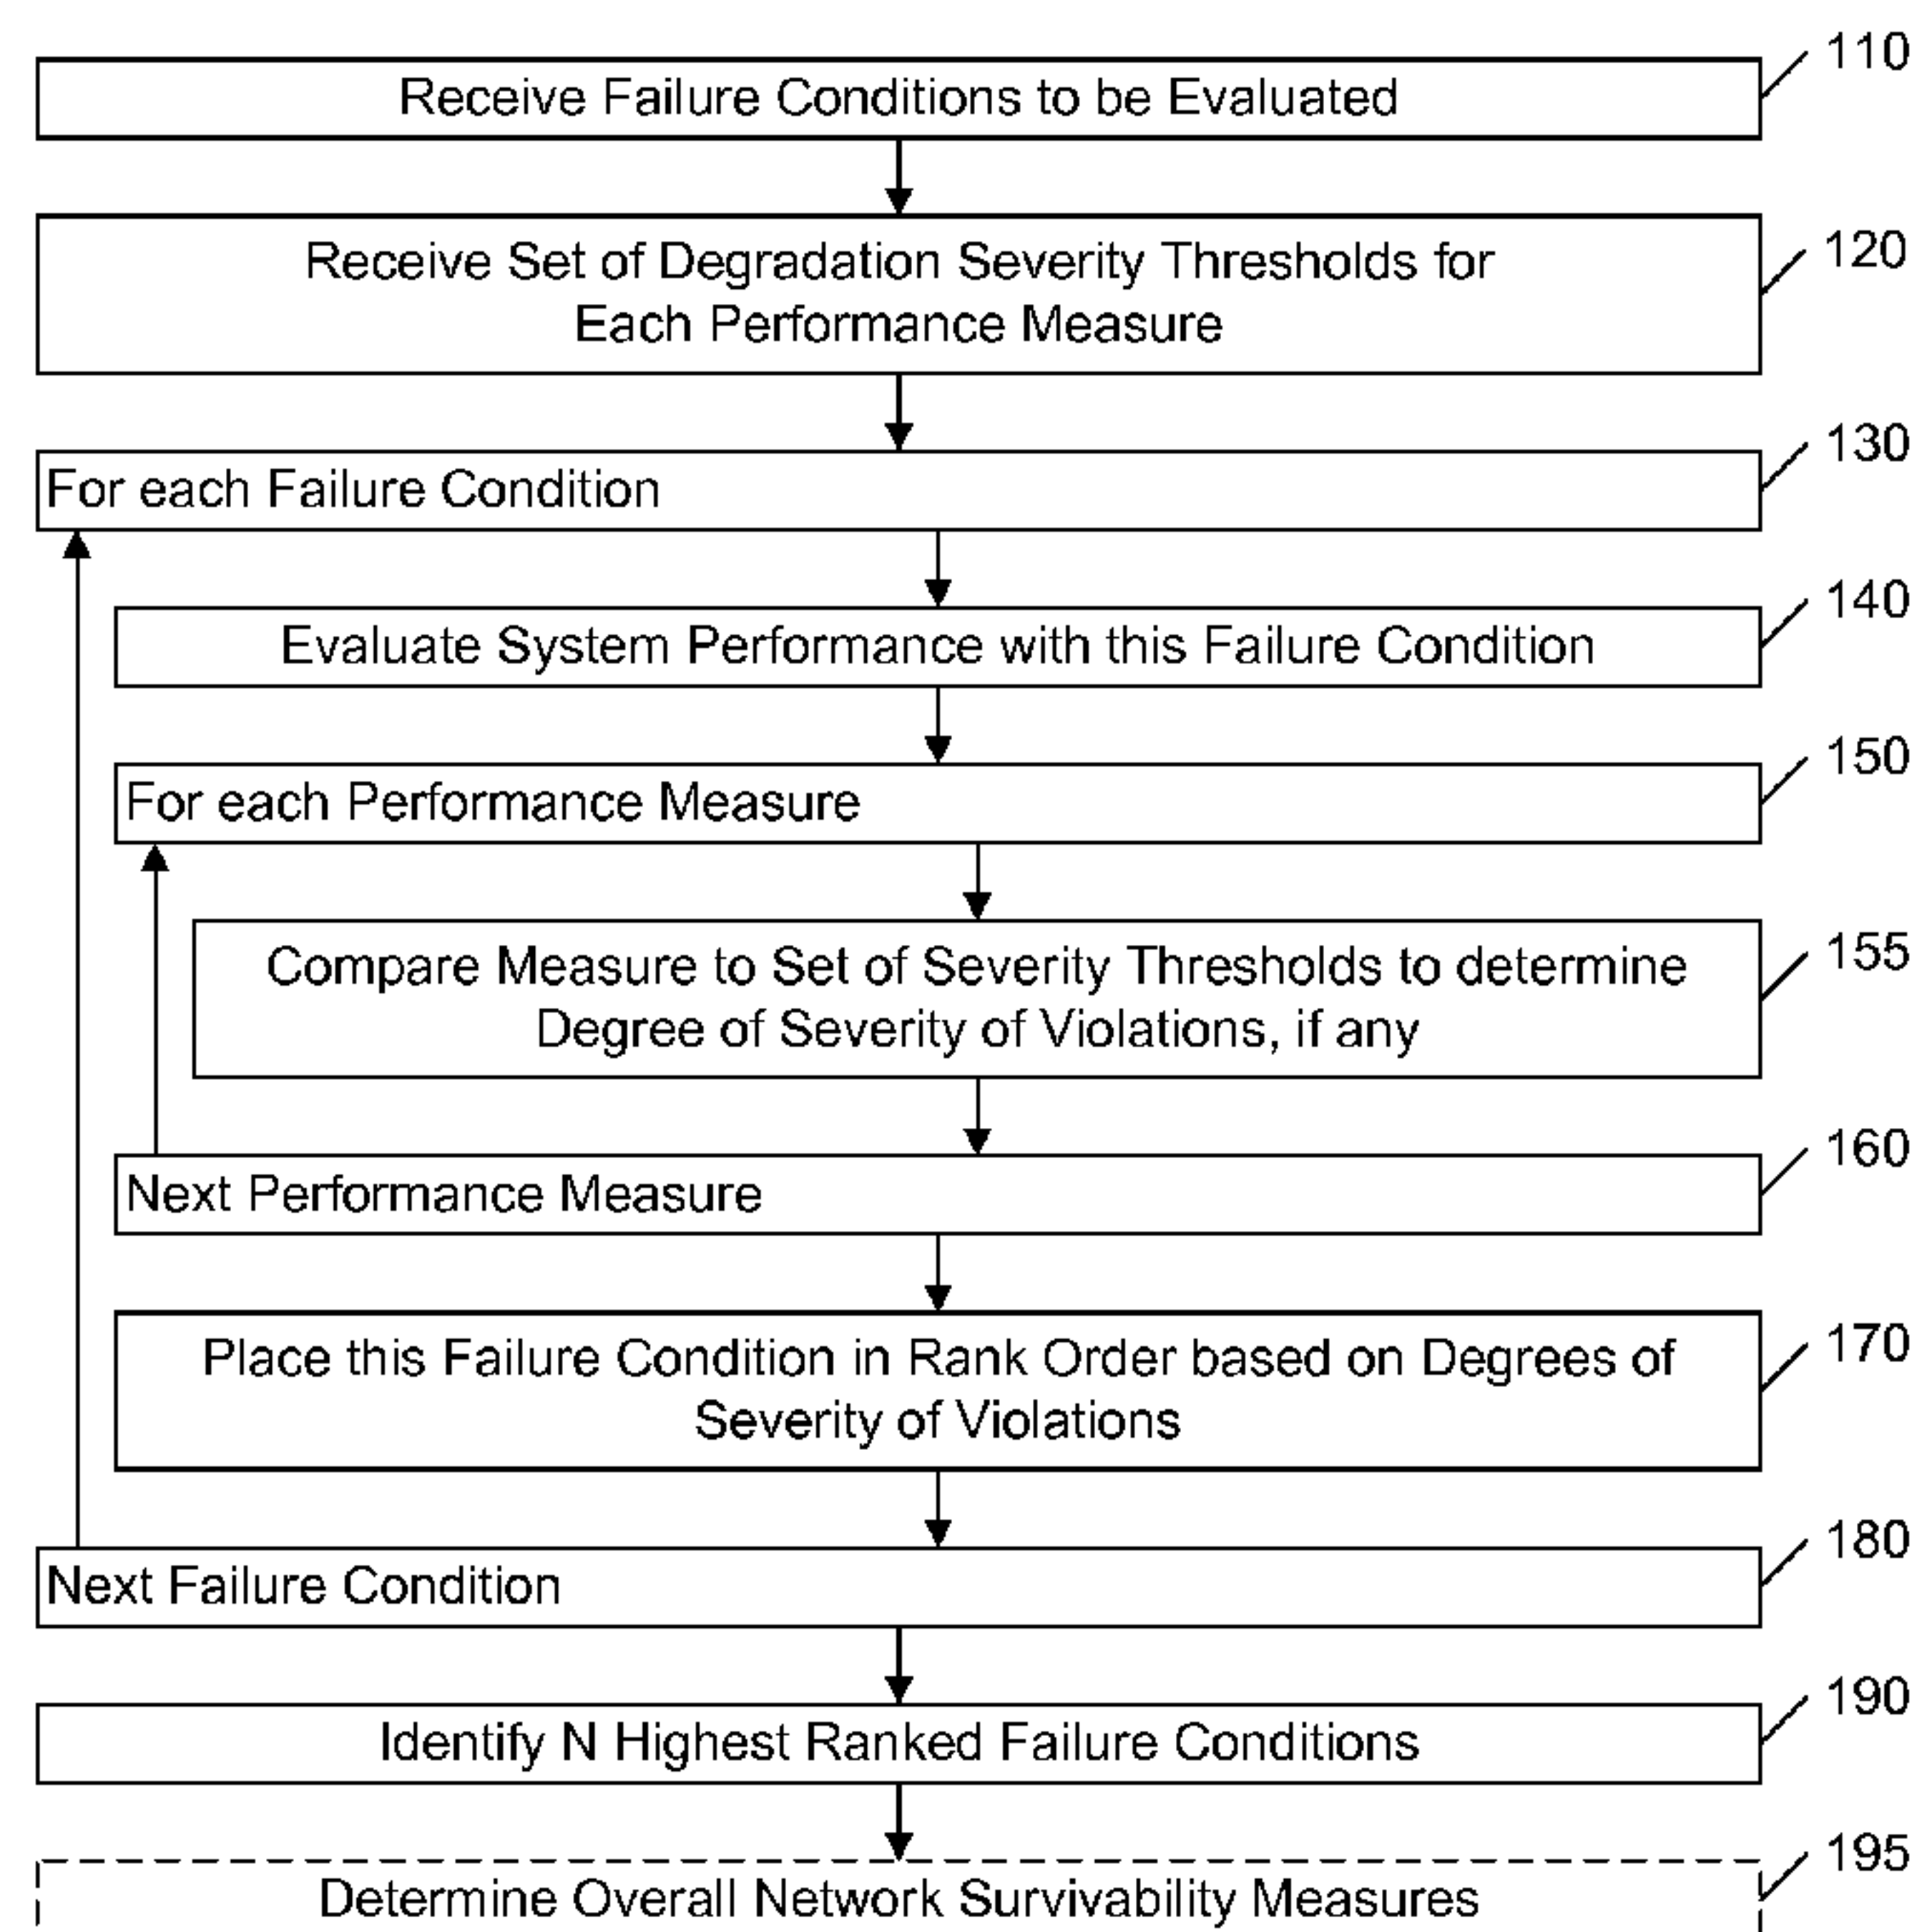 110
Receive Failure Conditions to be Evaluated
120
Receive Set of Degradation Severity Thresholds for
Each Performance Measure
130
For each Failure Condition
140
Evaluate System Performance with this Failure Condition
150
For each Performance Measure
155
Compare Measure to Set of Severity Thresholds to determine
Degree of Severity of Violations, if any
160
Next Performance Measure
170
Place this Failure Condition in Rank Order based on Degrees of
Severity of Violations
180
Next Failure Condition
190
Identify N Highest Ranked Failure Conditions
195
Determine Overall Network Survivability Measures